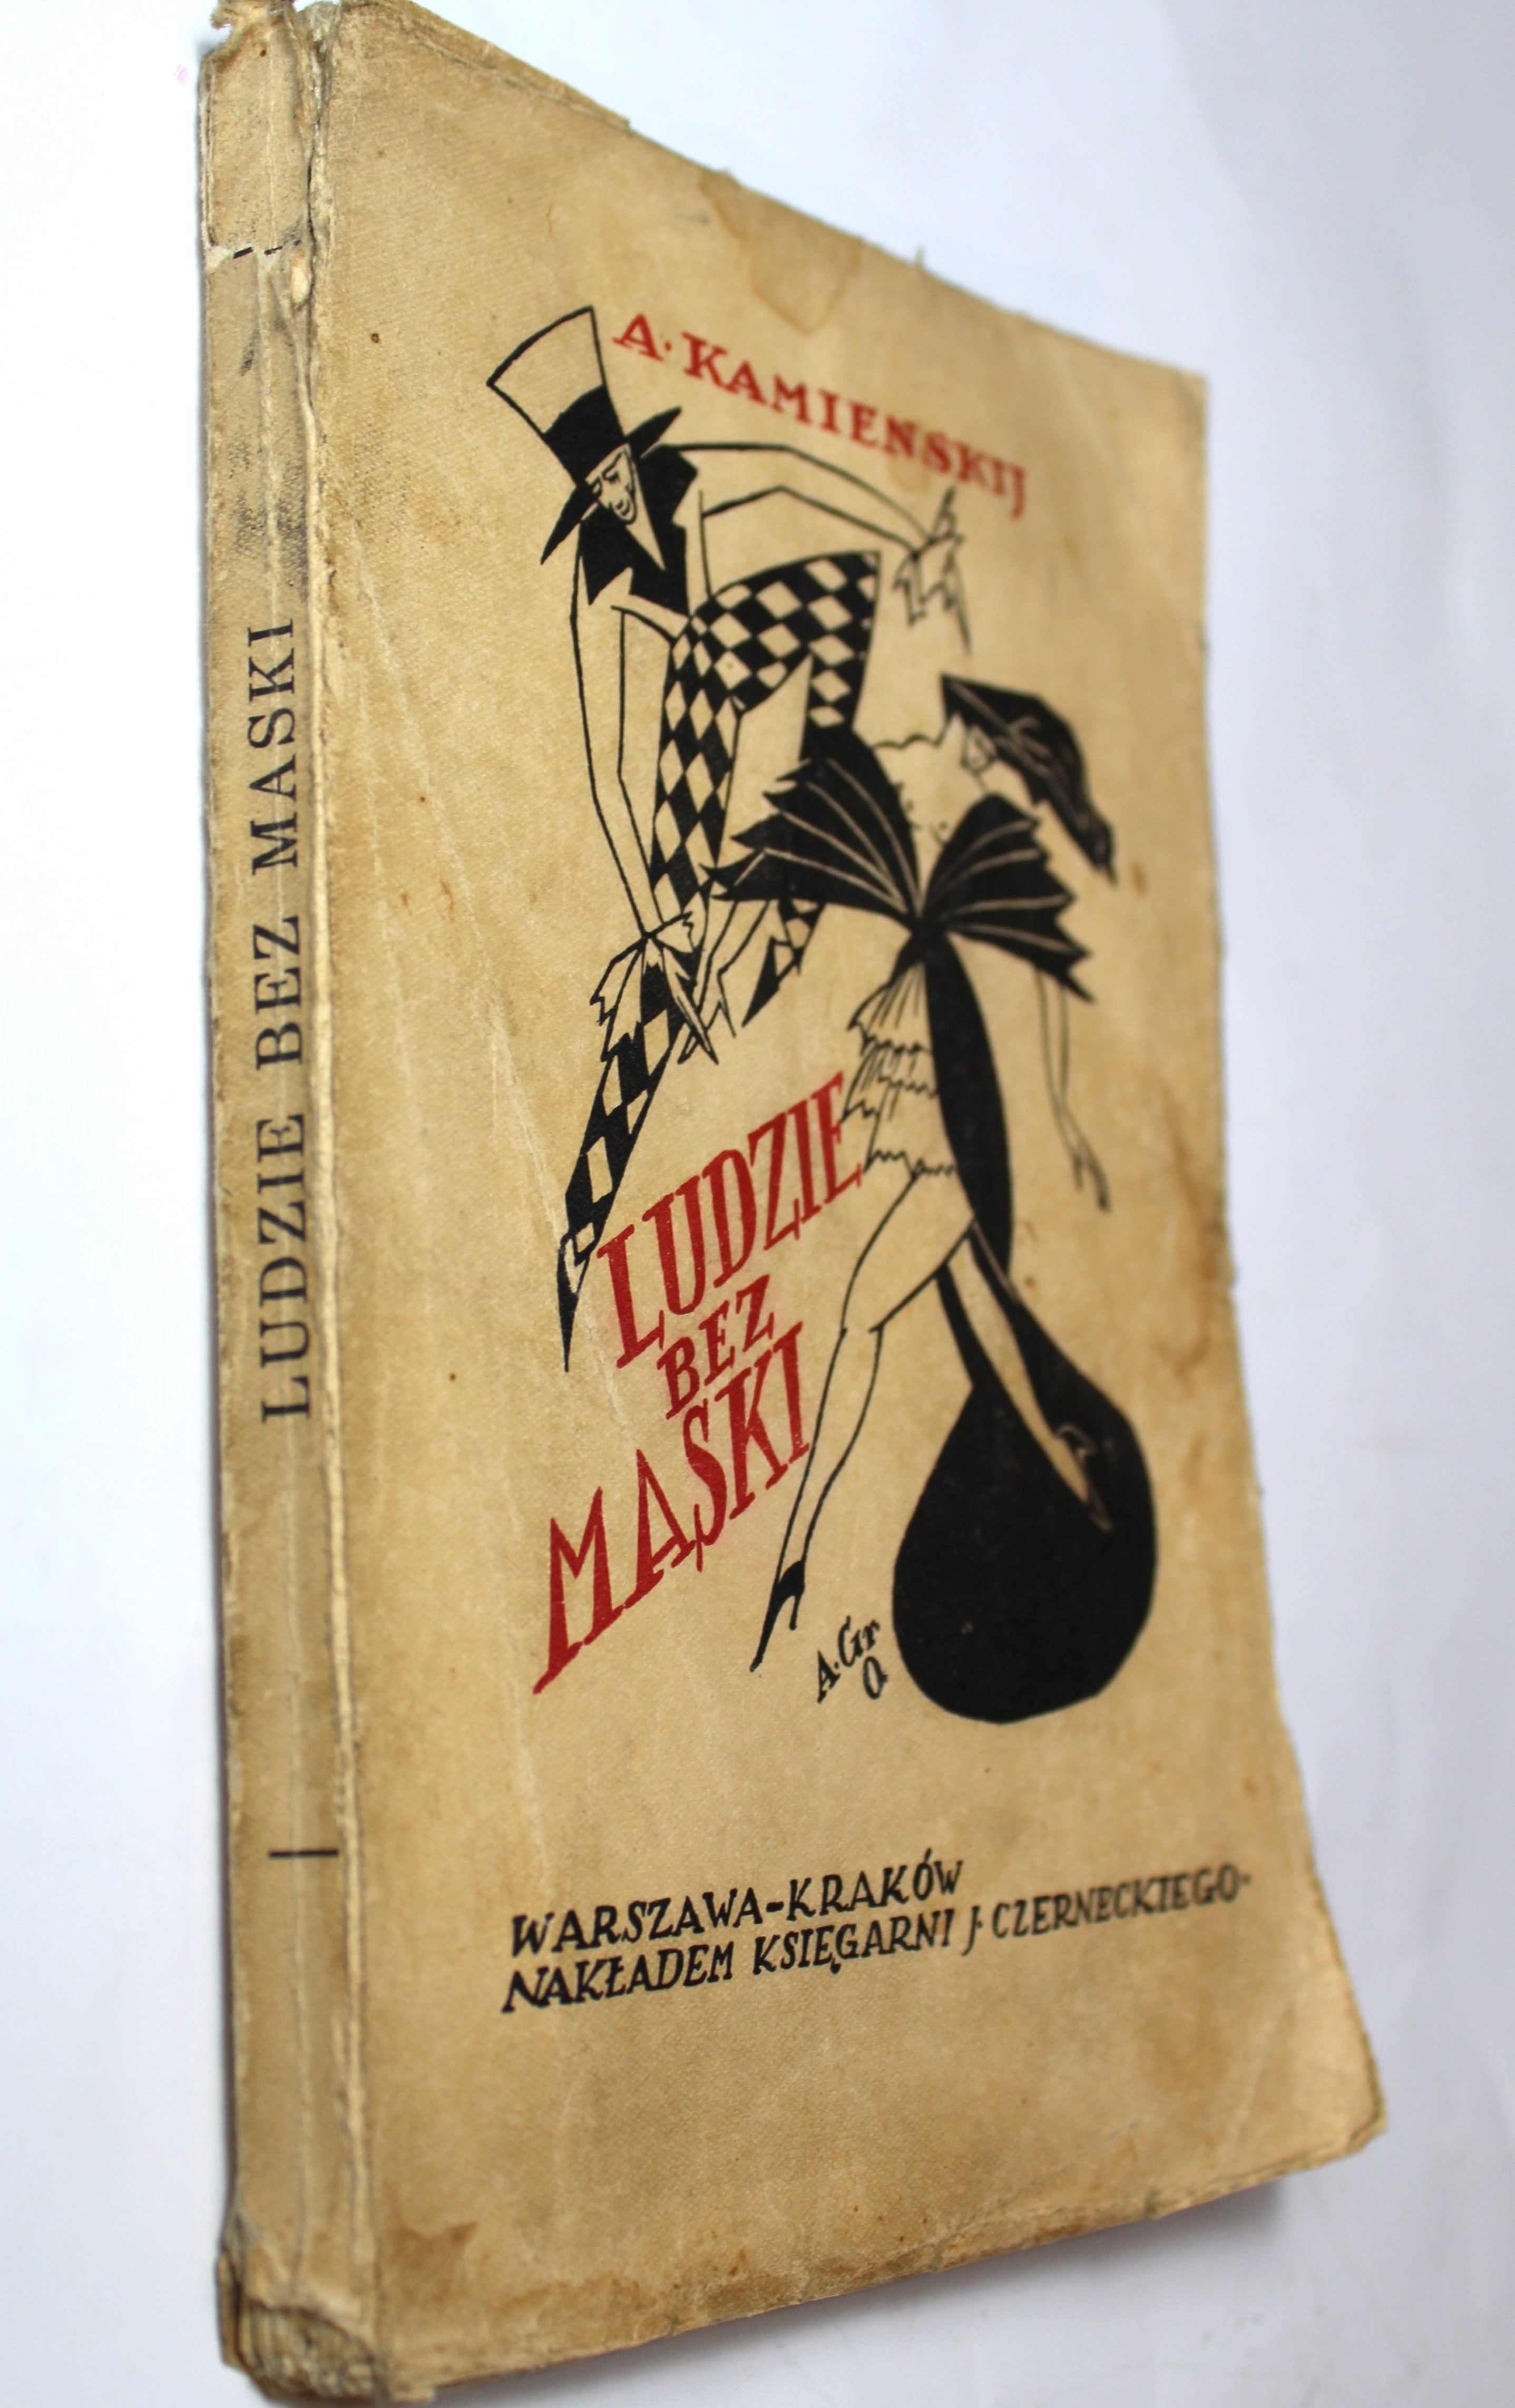 LUDZIE BEZ MASKI
A. KAMIENSKIJ
LUDZIE
BEZ
MASKI
A. Gr
WARSZAWA-KRAKÓW
NAKŁADEM KSIĘGARNI J. CZERNECKIEGO